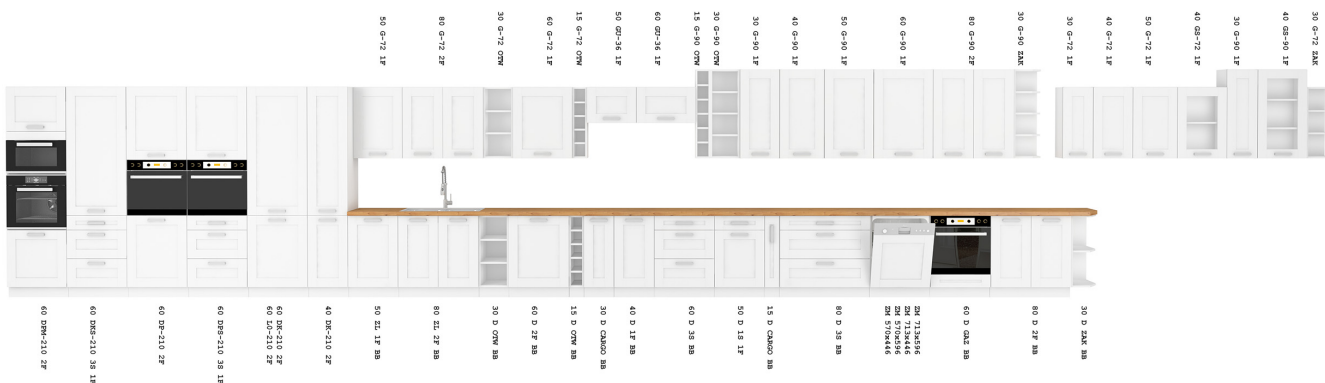 50 G-72 1F
80 G-72 2F
30 G-72 OTW
60 G-72 1F
15 G-72 OTW
50 GU-36 1F
60 GU-36 1F
15 G-90 OTW
30 G-90 OTW
30 G-90 1F
40 G-90 1F
50 G-90 1F
60 G-90 1F
80 G-90 2F
30 G-90 ZAK
30 G-72 1F
40 G-72 1F
50 G-72 1F
40 GS-72 1F
30 G-90 1F
40 GS-90 1F
30 G-72 ZAK
60 DPM-210 2F
60 DKS-210 3S 1F
60 DP-210 2F
60 DPS-210 3S 1F
60 DK-210 2F
60 LO-210 2F
40 DK-210 2F
50 ZL 1F BB
80 ZL 2F BB
30 D OTW BB
60 D 2F BB
15 D OTW BB
30 D CARGO BB
40 D 1F BB
60 D 3S BB
50 D 1S 1F
15 D CARGO BB
80 D 3S BB
ZM 713x596
ZM 713x446
ZM 570x596
ZM 570x446
60 D GAZ BB
80 D 2F BB
30 D ZAK BB